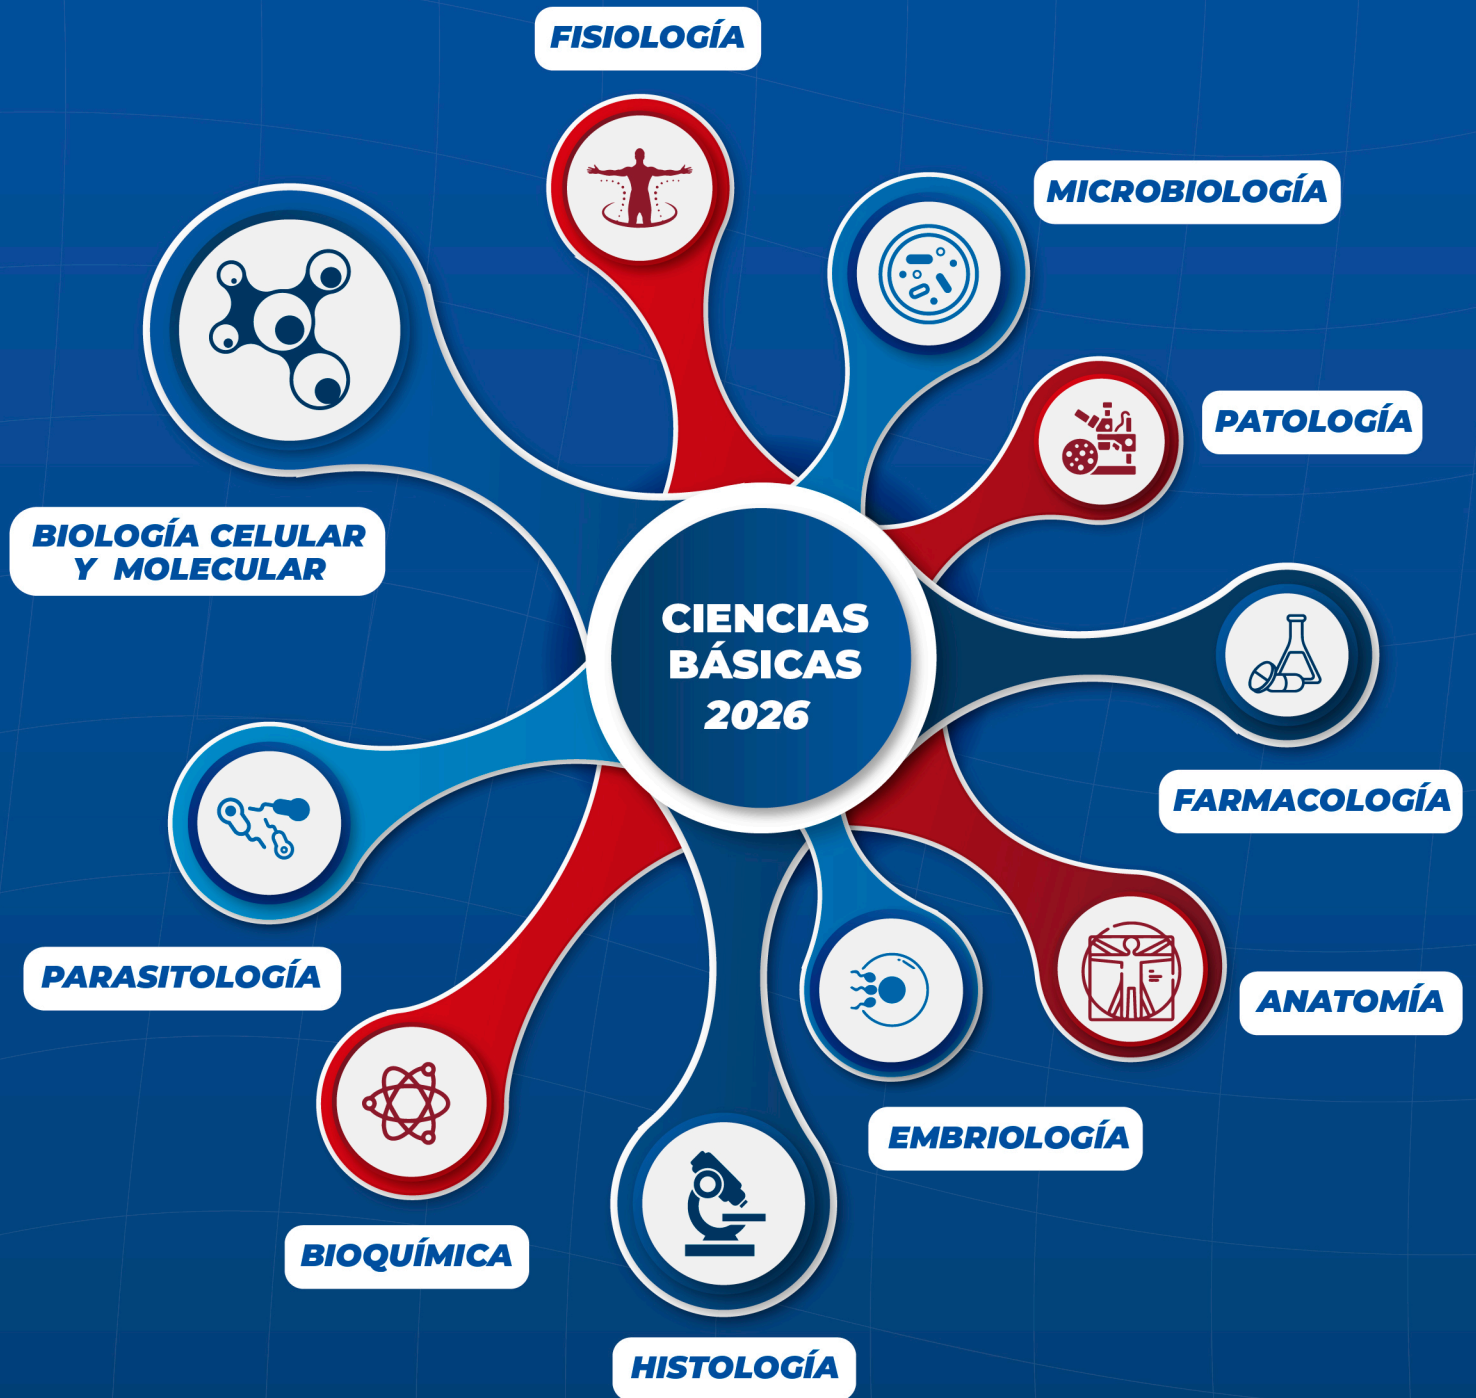 FISIOLOGÍA
MICROBIOLOGÍA
PATOLOGÍA
BIOLOGÍA CELULAR
Y MOLECULAR
CIENCIAS
BÁSICAS
2026
FARMACOLOGÍA
PARASITOLOGÍA
ANATOMÍA
EMBRIOLOGÍA
BIOQUÍMICA
HISTOLOGÍA